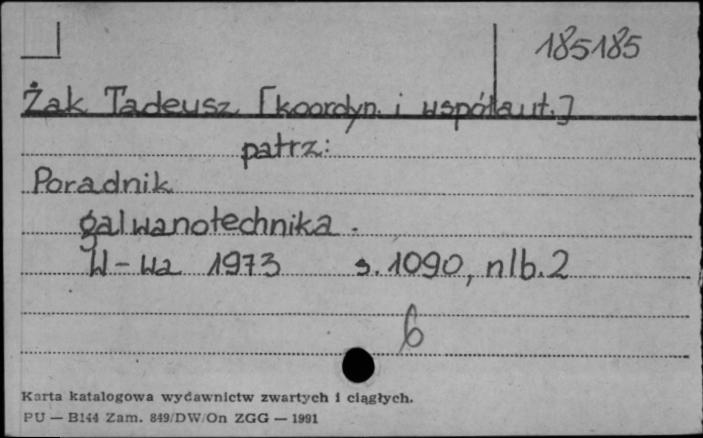 185185
Żak Tadeusz [koordyn. i współaut.]
patrz:
Poradnik
galwanotechnika.
W-wa 1973 s. 1090, nlb. 2
6
Karta katalogowa wydawnictw zwartych i ciągłych.
PU — B144 Zam. 849/DW/On ZGG — 1991